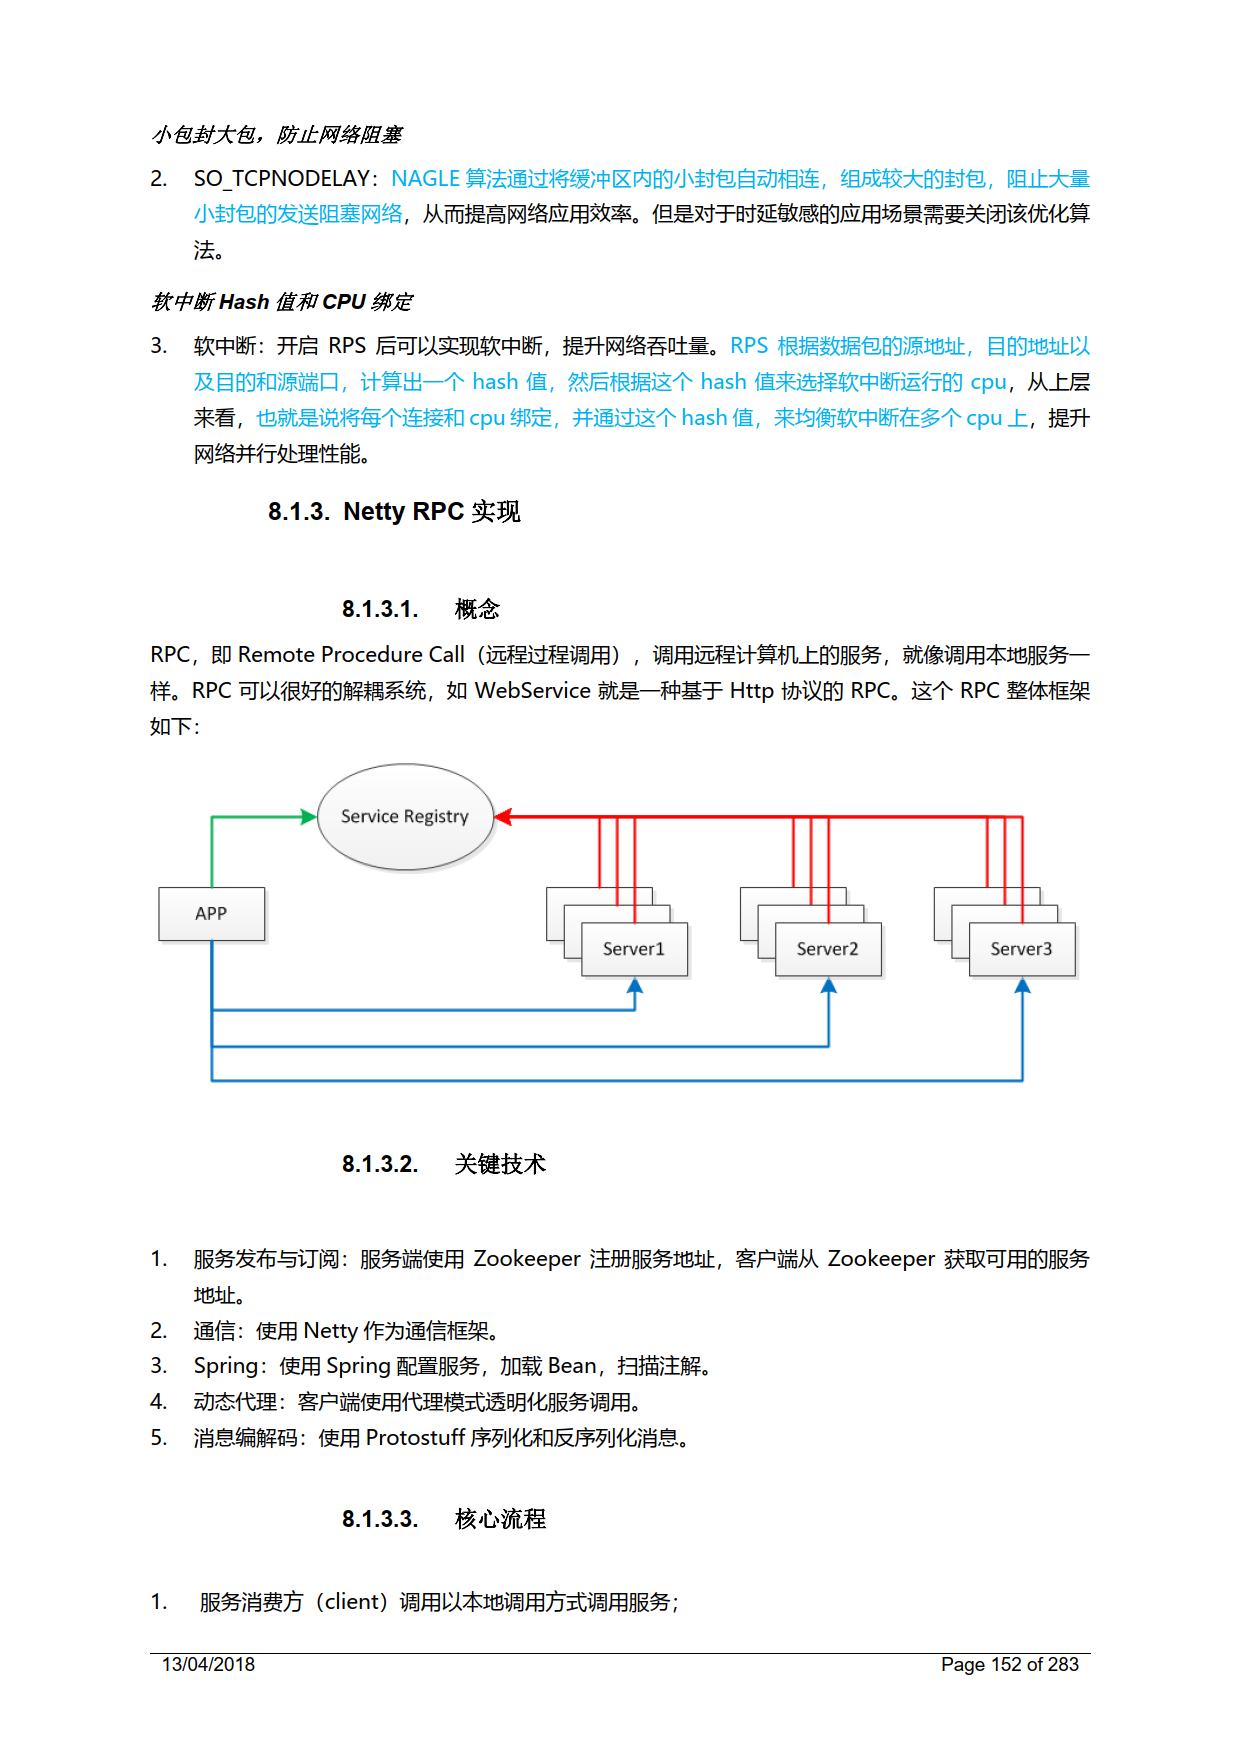 小包封大包，防止网络阻塞
2. SO_TCPNODELAY：NAGLE 算法通过将缓冲区内的小封包自动相连，组成较大的封包，阻止大量
小封包的发送阻塞网络，从而提高网络应用效率。但是对于时延敏感的应用场景需要关闭该优化算
法。
软中断 Hash 值和 CPU 绑定
3. 软中断：开启 RPS 后可以实现软中断，提升网络吞吐量。RPS 根据数据包的源地址，目的地址以
及目的和源端口，计算出一个 hash 值，然后根据这个 hash 值来选择软中断运行的 cpu，从上层
来看，也就是说将每个连接和 cpu 绑定，并通过这个 hash 值，来均衡软中断在多个 cpu 上，提升
网络并行处理性能。
8.1.3. Netty RPC 实现
8.1.3.1. 概念
RPC，即 Remote Procedure Call（远程过程调用），调用远程计算机上的服务，就像调用本地服务一
样。RPC 可以很好的解耦系统，如 WebService 就是一种基于 Http 协议的 RPC。这个 RPC 整体框架
如下：
Service Registry
APP
Server1
Server2
Server3
8.1.3.2. 关键技术
1. 服务发布与订阅：服务端使用 Zookeeper 注册服务地址，客户端从 Zookeeper 获取可用的服务
地址。
2. 通信：使用 Netty 作为通信框架。
3. Spring：使用 Spring 配置服务，加载 Bean，扫描注解。
4. 动态代理：客户端使用代理模式透明化服务调用。
5. 消息编解码：使用 Protostuff 序列化和反序列化消息。
8.1.3.3. 核心流程
1. 服务消费方（client）调用以本地调用方式调用服务；
13/04/2018
Page 152 of 283